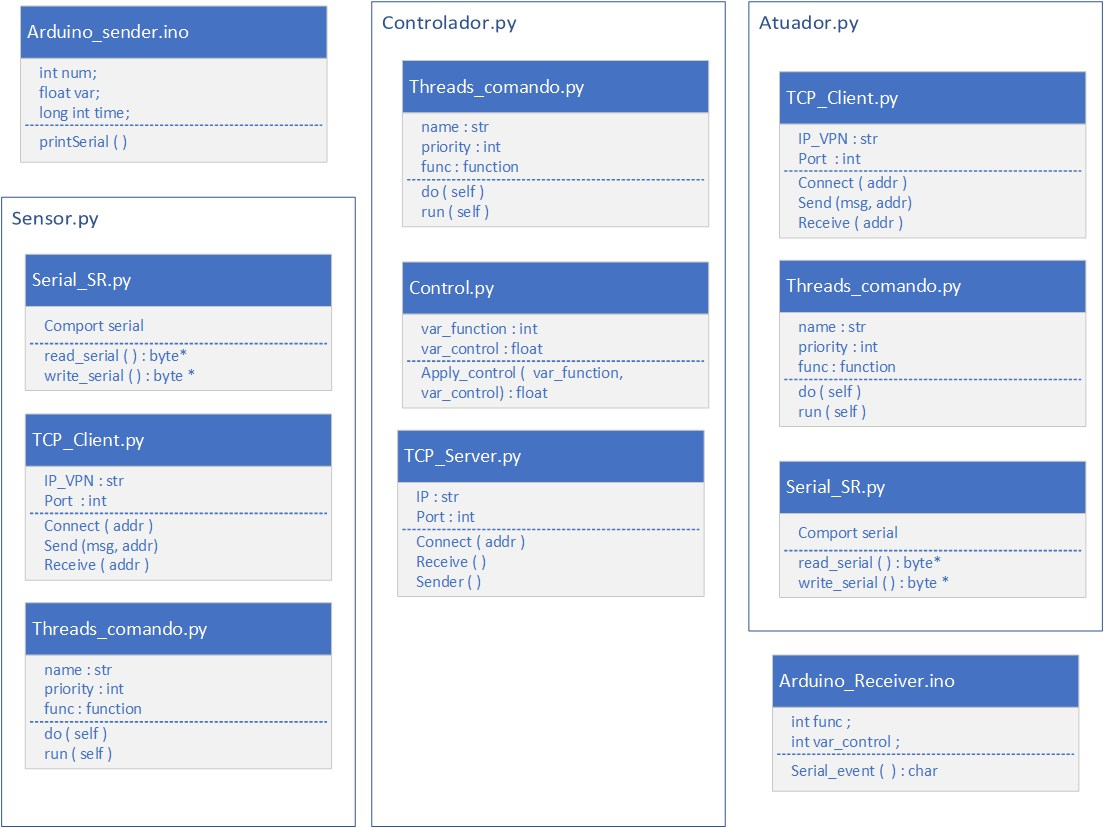 Arduino_sender.ino
int num;
float var;
long int time;
printSerial ( )
Sensor.py
Serial_SR.py
Comport serial
read_serial ( ) : byte*
write_serial ( ) : byte *
TCP_Client.py
IP_VPN : str
Port : int
Connect ( addr )
Send (msg, addr)
Receive ( addr )
Threads_comando.py
name : str
priority : int
func : function
do ( self )
run ( self )
Controlador.py
Threads_comando.py
name : str
priority : int
func : function
do ( self )
run ( self )
Control.py
var_function : int
var_control : float
Apply_control ( var_function,
var_control) : float
TCP_Server.py
IP : str
Port : int
Connect ( addr )
Receive ( )
Sender ( )
Atuador.py
TCP_Client.py
IP_VPN : str
Port : int
Connect ( addr )
Send (msg, addr)
Receive ( addr )
Threads_comando.py
name : str
priority : int
func : function
do ( self )
run ( self )
Serial_SR.py
Comport serial
read_serial ( ) : byte*
write_serial ( ) : byte *
Arduino_Receiver.ino
int func ;
int var_control ;
Serial_event ( ) : char